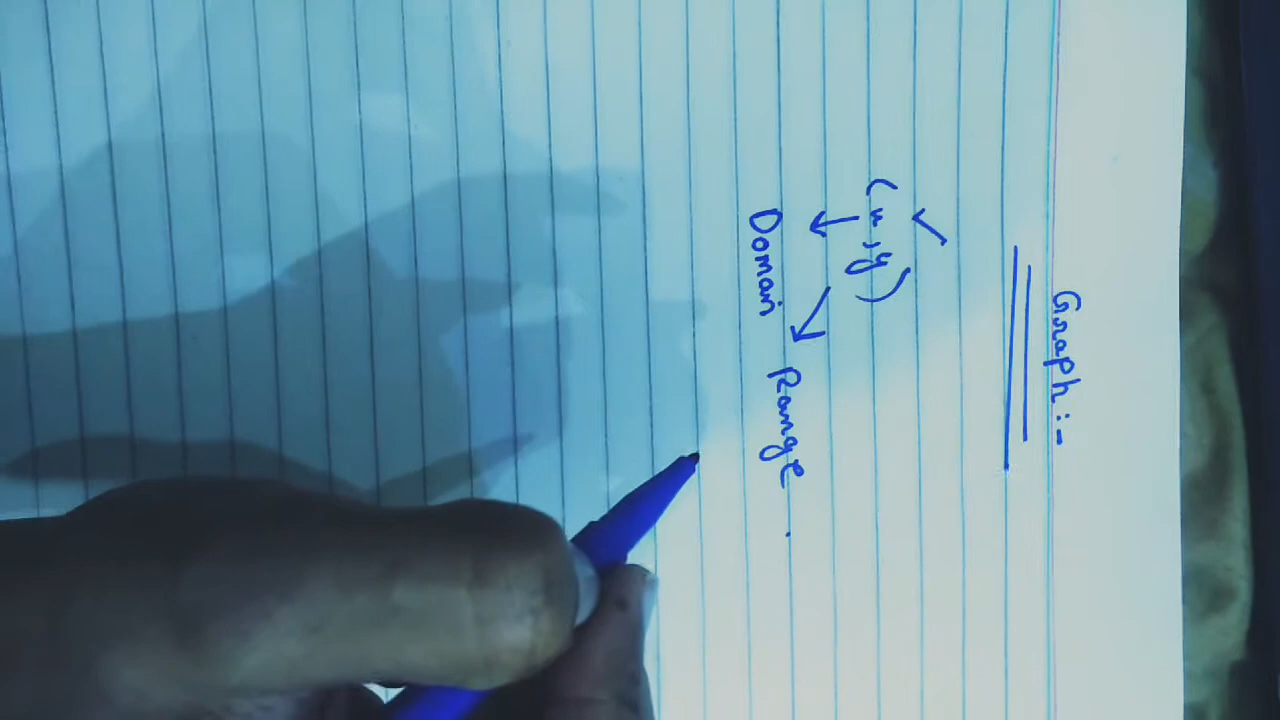 Graph :-
(x, y)
Domain Range.